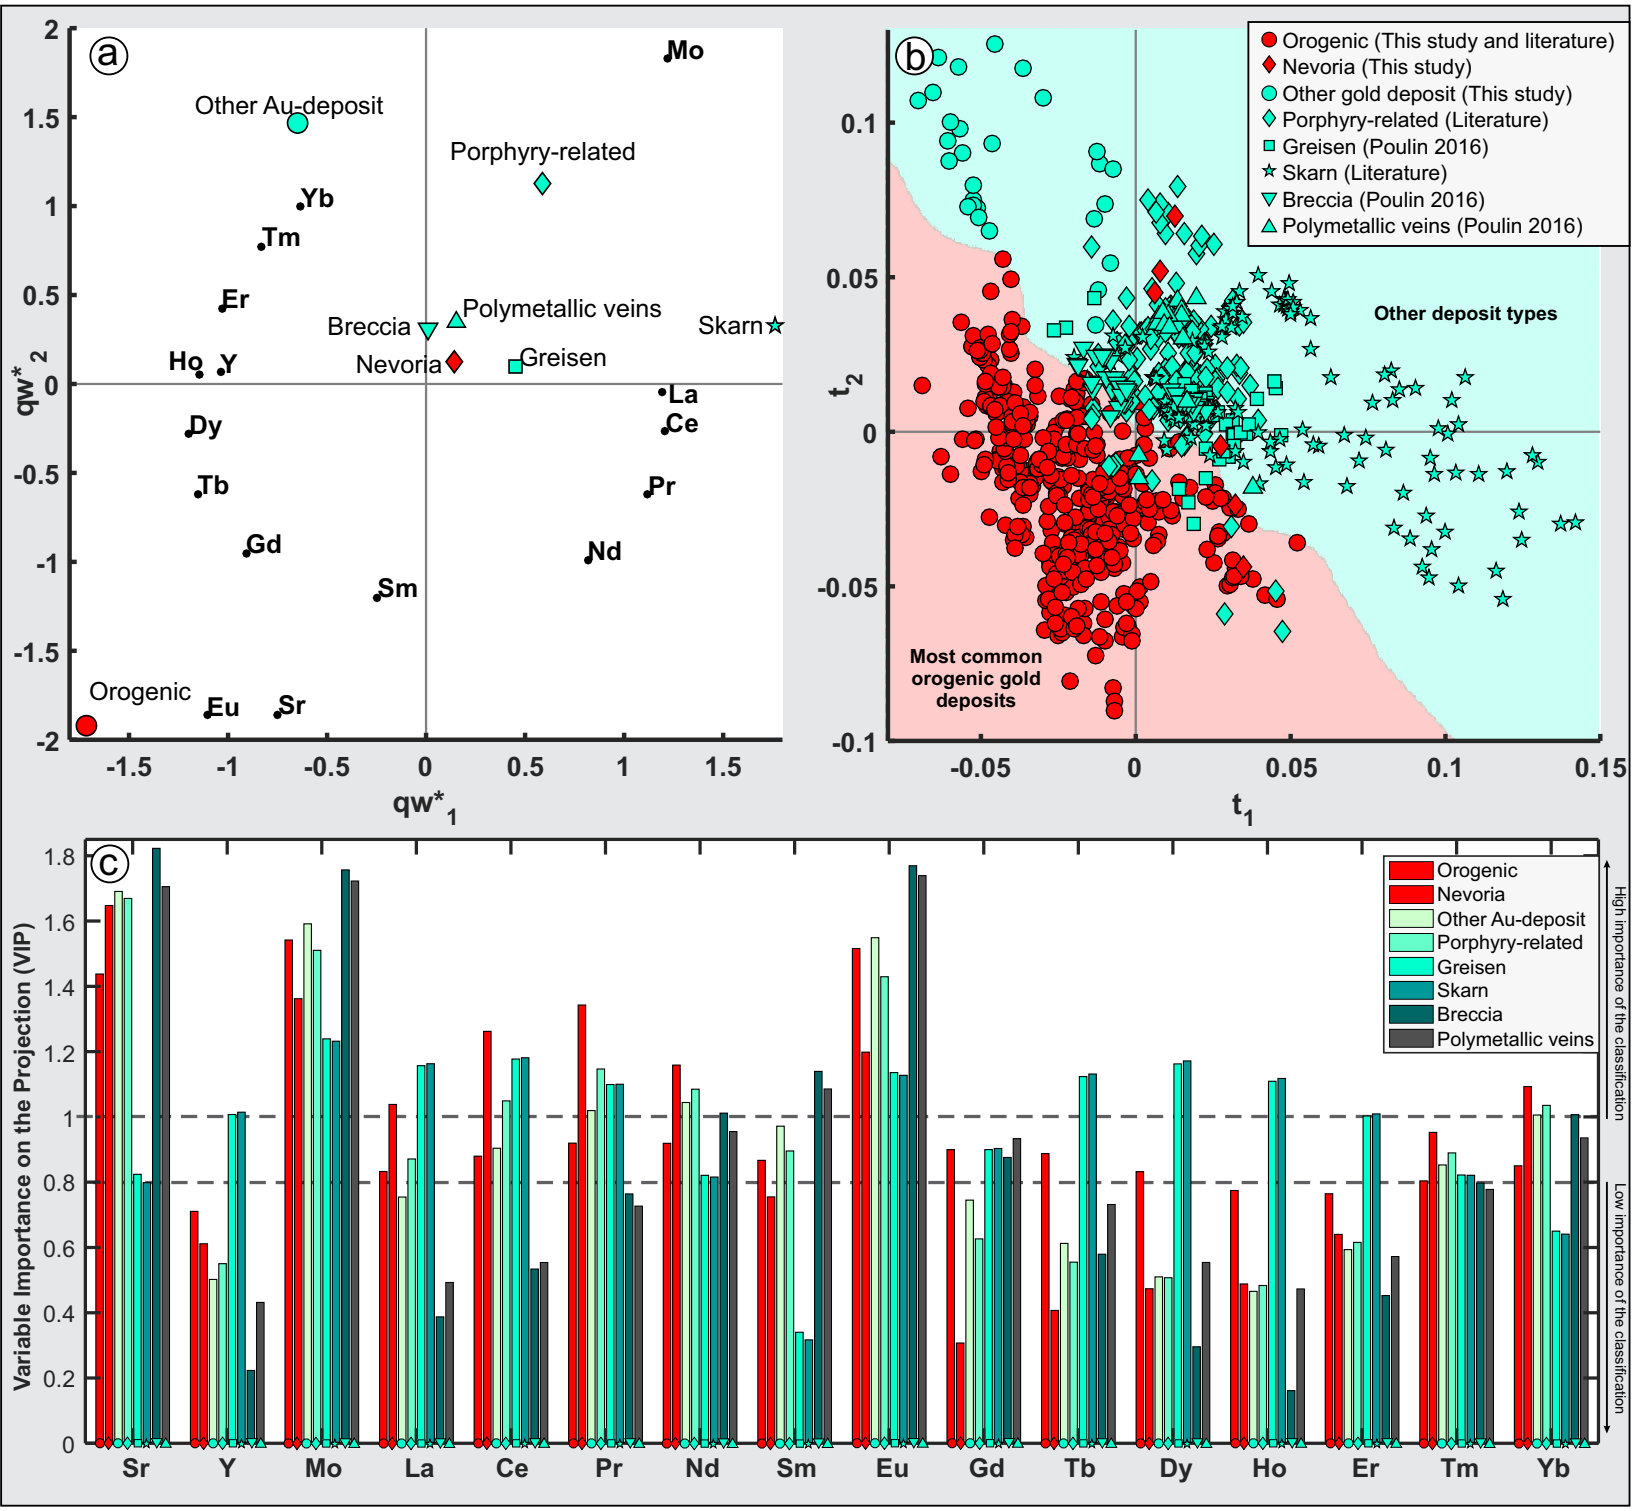 a
2
1.5
1
0.5
0
-0.5
-1
-1.5
-2
qw*2
Mo
Other Au-deposit
Porphyry-related
Yb
Tm
Er
Polymetallic veins
Breccia
Skarn
Nevoria
Greisen
Ho
Y
La
Ce
Dy
Tb
Pr
Gd
Nd
Sm
Orogenic
Eu
Sr
-1.5
-1
-0.5
0
0.5
1
1.5
qw*1
b
Orogenic (This study and literature)
Nevoria (This study)
Other gold deposit (This study)
Porphyry-related (Literature)
Greisen (Poulin 2016)
Skarn (Literature)
Breccia (Poulin 2016)
Polymetallic veins (Poulin 2016)
0.1
0.05
0
-0.05
-0.1
t2
Other deposit types
Most common
orogenic gold
deposits
-0.05
0
0.05
0.1
0.15
t1
c
1.8
1.6
1.4
1.2
1
0.8
0.6
0.4
0.2
0
Variable Importance on the Projection (VIP)
Orogenic
Nevoria
Other Au-deposit
Porphyry-related
Greisen
Skarn
Breccia
Polymetallic veins
High importance of the classification
Low importance of the classification
Sr
Y
Mo
La
Ce
Pr
Nd
Sm
Eu
Gd
Tb
Dy
Ho
Er
Tm
Yb